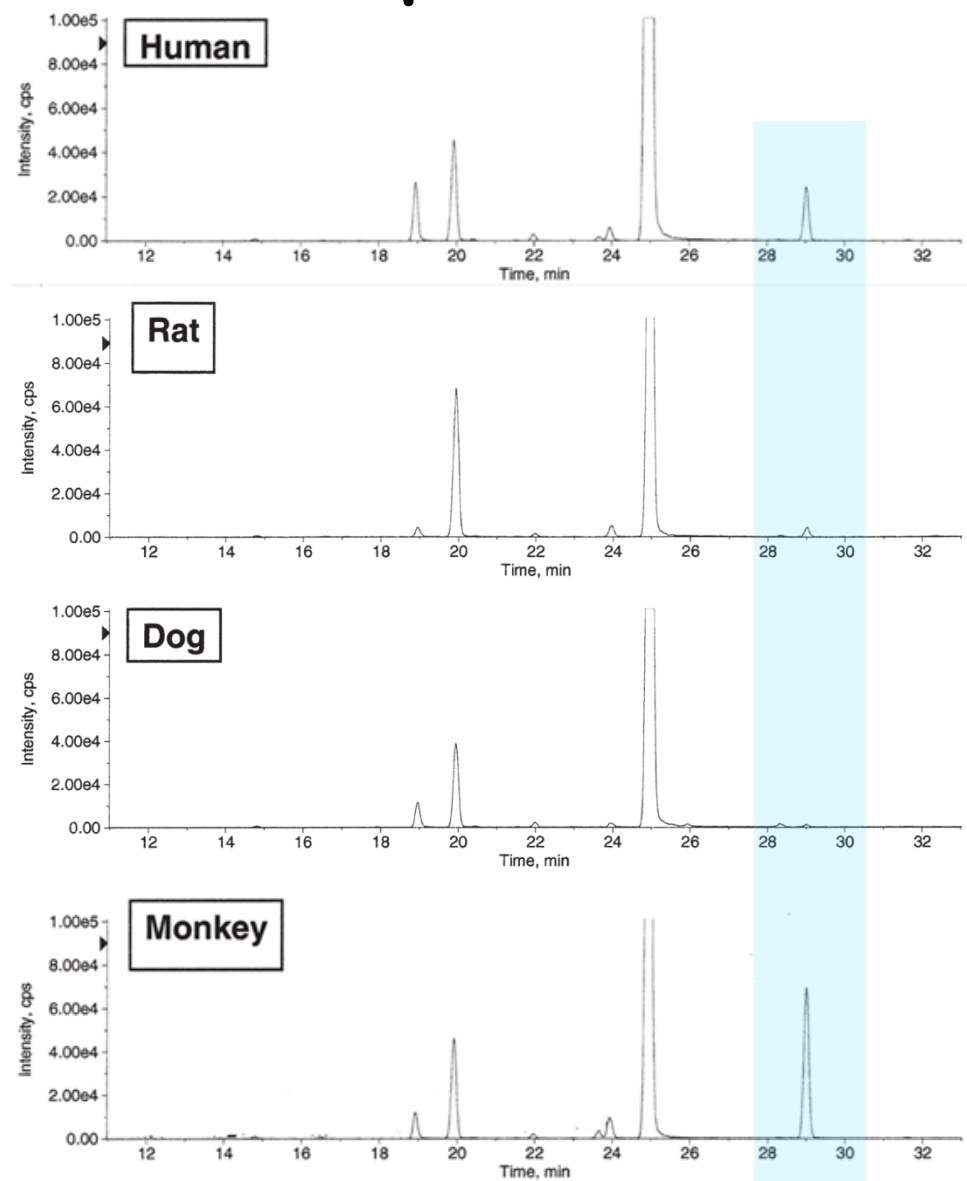 Human
Intensity, cps
1.00e5
8.00e4
6.00e4
4.00e4
2.00e4
0.00
12 14 16 18 20 22 24 26 28 30 32
Time, min
Rat
Intensity, cps
1.00e5
8.00e4
6.00e4
4.00e4
2.00e4
0.00
12 14 16 18 20 22 24 26 28 30 32
Time, min
Dog
Intensity, cps
1.00e5
8.00e4
6.00e4
4.00e4
2.00e4
0.00
12 14 16 18 20 22 24 26 28 30 32
Time, min
Monkey
Intensity, cps
1.00e5
8.00e4
6.00e4
4.00e4
2.00e4
0.00
12 14 16 18 20 22 24 26 28 30 32
Time, min